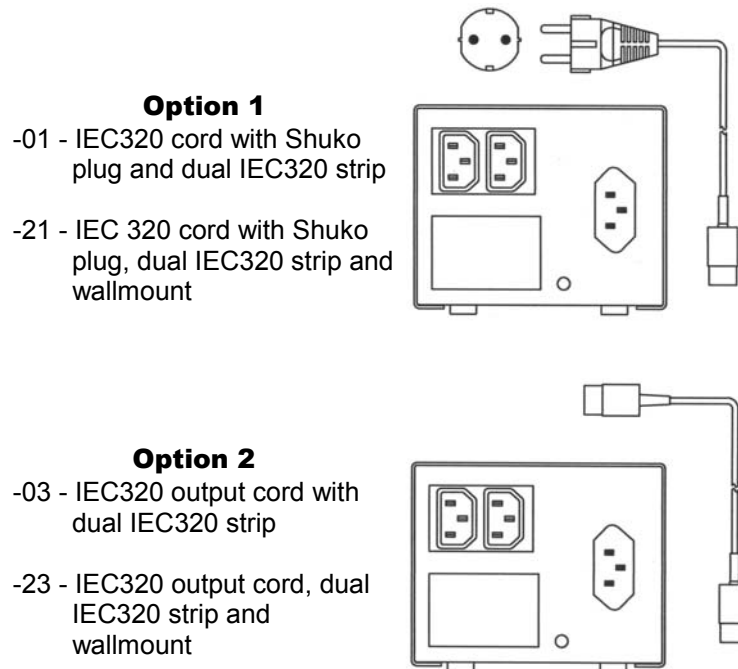 Option 1
-01 - IEC320 cord with Shuko
plug and dual IEC320 strip
-21 - IEC 320 cord with Shuko
plug, dual IEC320 strip and
wallmount
Option 2
-03 - IEC320 output cord with
dual IEC320 strip
-23 - IEC320 output cord, dual
IEC320 strip and
wallmount